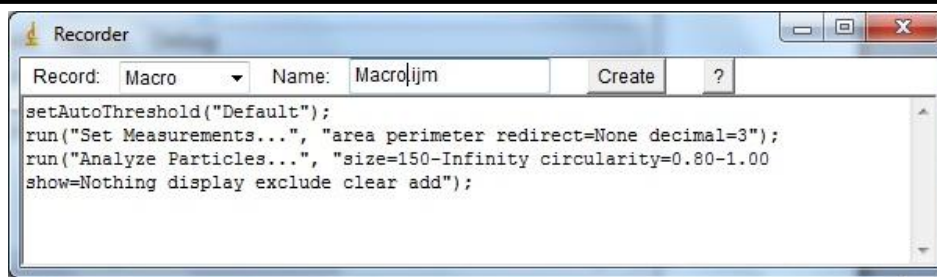 Recorder
Record: Macro Name: Macro.ijm Create ?
setAutoThreshold("Default");
run("Set Measurements...", "area perimeter redirect=None decimal=3");
run("Analyze Particles...", "size=150-Infinity circularity=0.80-1.00
show=Nothing display exclude clear add");